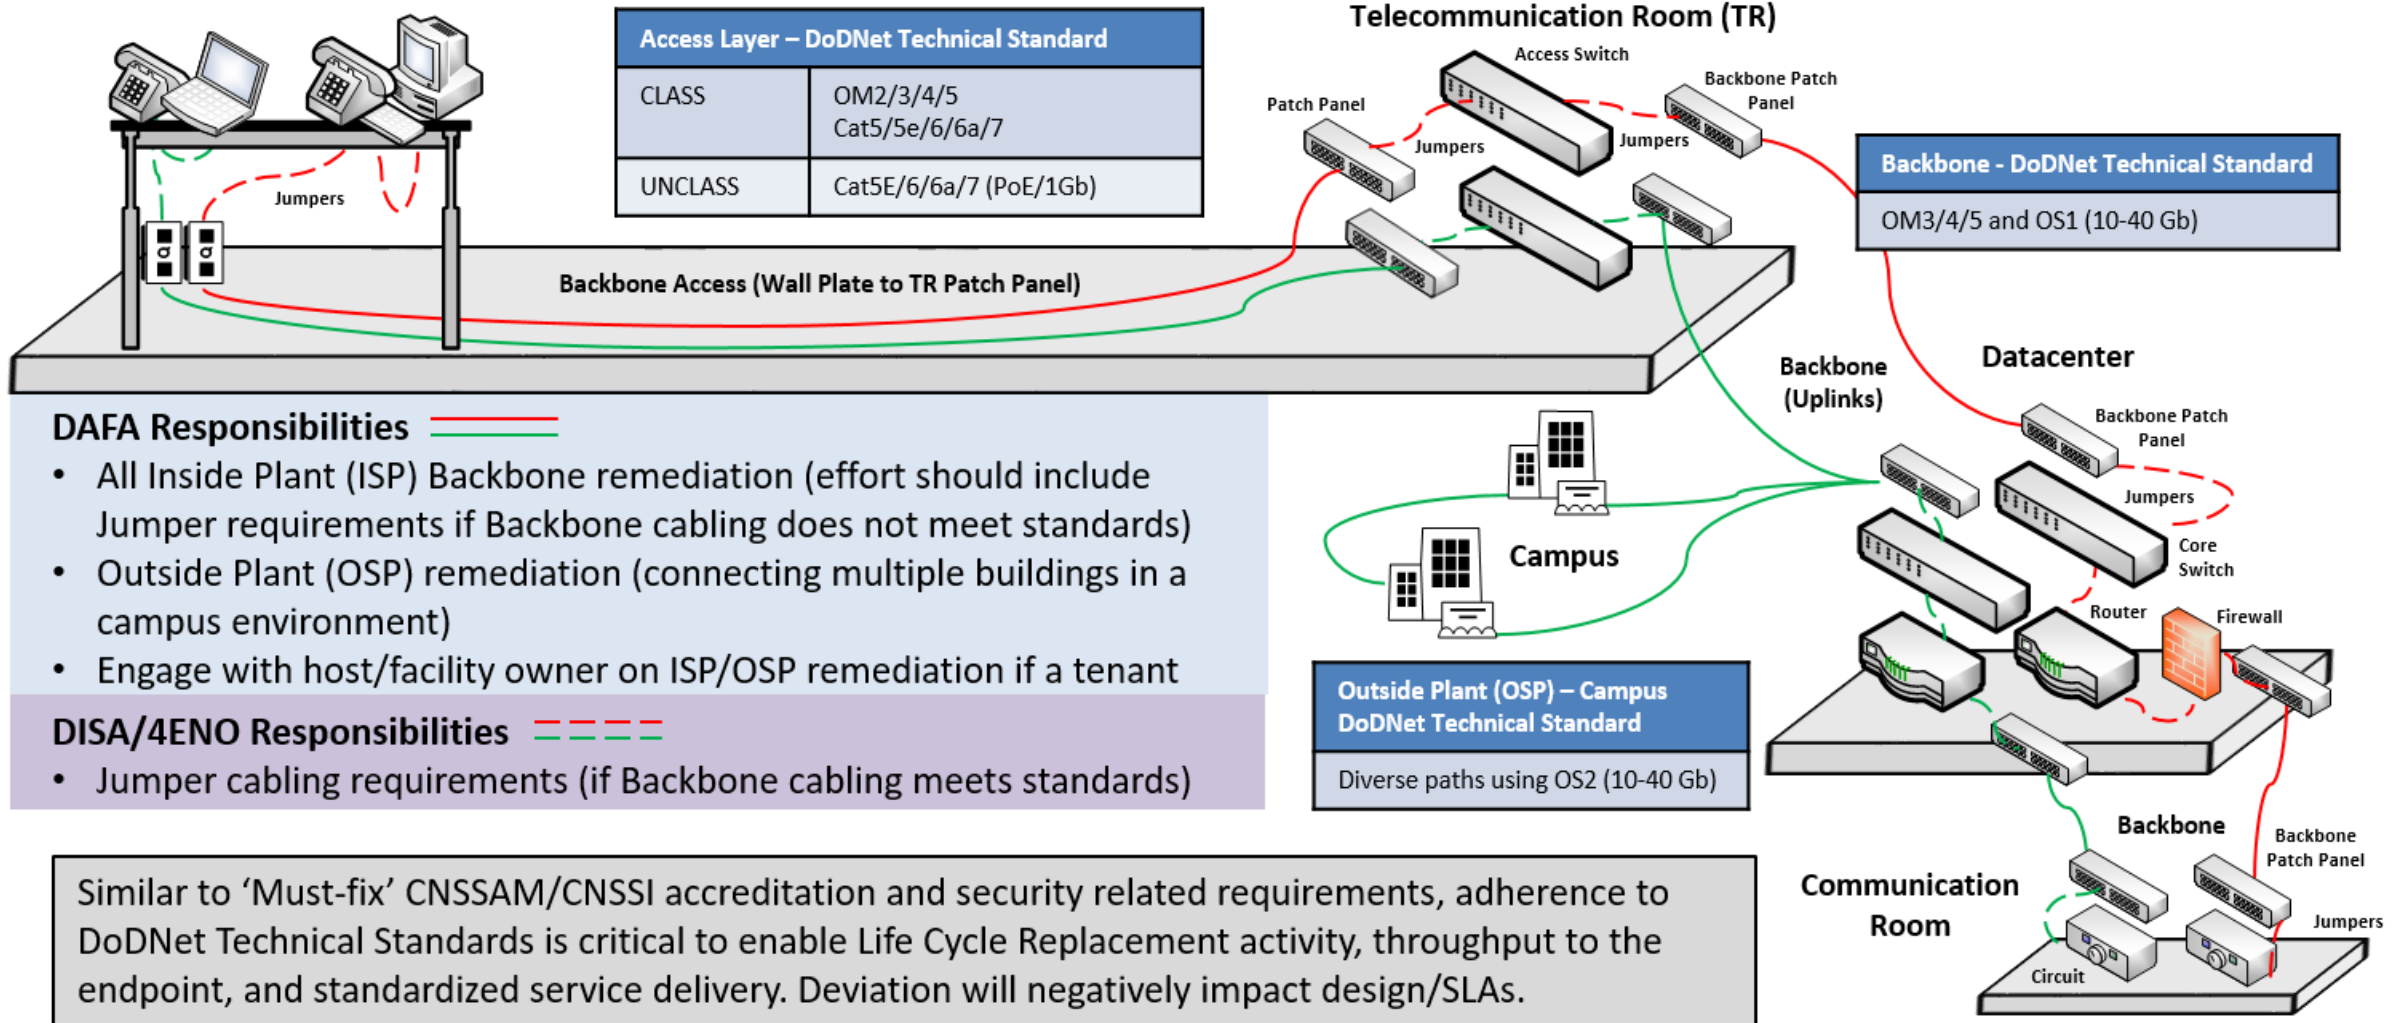 Access Layer – DoDNet Technical Standard
CLASS
OM2/3/4/5
Cat5/5e/6/6a/7
UNCLASS
Cat5E/6/6a/7 (PoE/1Gb)
Telecommunication Room (TR)
Access Switch
Backbone Patch
Panel
Patch Panel
Jumpers
Jumpers
Jumpers
Backbone - DoDNet Technical Standard
OM3/4/5 and OS1 (10-40 Gb)
Backbone Access (Wall Plate to TR Patch Panel)
Backbone
(Uplinks)
Datacenter
Backbone Patch
Panel
Jumpers
Core
Switch
Router
Firewall
Campus
DAFA Responsibilities
• All Inside Plant (ISP) Backbone remediation (effort should include
Jumper requirements if Backbone cabling does not meet standards)
• Outside Plant (OSP) remediation (connecting multiple buildings in a
campus environment)
• Engage with host/facility owner on ISP/OSP remediation if a tenant
DISA/4ENO Responsibilities
• Jumper cabling requirements (if Backbone cabling meets standards)
Outside Plant (OSP) – Campus
DoDNet Technical Standard
Diverse paths using OS2 (10-40 Gb)
Backbone
Backbone
Patch Panel
Communication
Room
Jumpers
Circuit
Similar to ‘Must-fix’ CNSSAM/CNSSI accreditation and security related requirements, adherence to
DoDNet Technical Standards is critical to enable Life Cycle Replacement activity, throughput to the
endpoint, and standardized service delivery. Deviation will negatively impact design/SLAs.